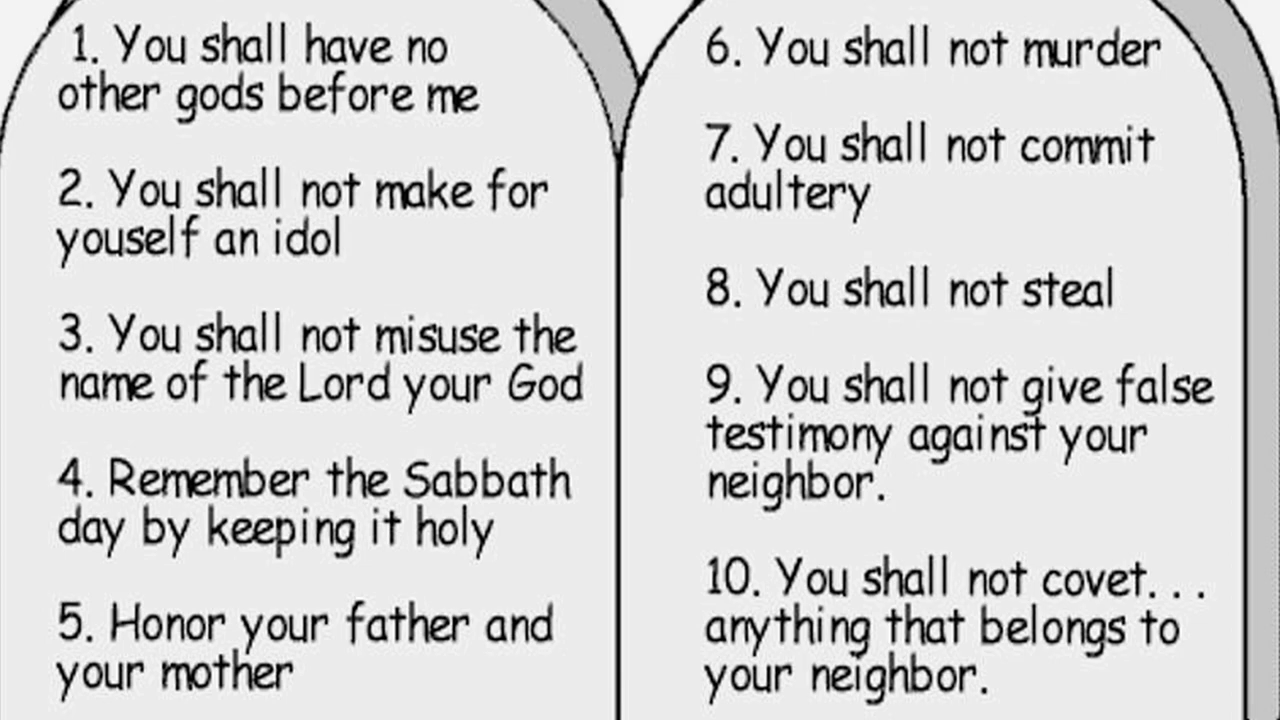 1. You shall have no
other gods before me
2. You shall not make for
youself an idol
3. You shall not misuse the
name of the Lord your God
4. Remember the Sabbath
day by keeping it holy
5. Honor your father and
your mother
6. You shall not murder
7. You shall not commit
adultery
8. You shall not steal
9. You shall not give false
testimony against your
neighbor.
10. You shall not covet. . .
anything that belongs to
your neighbor.